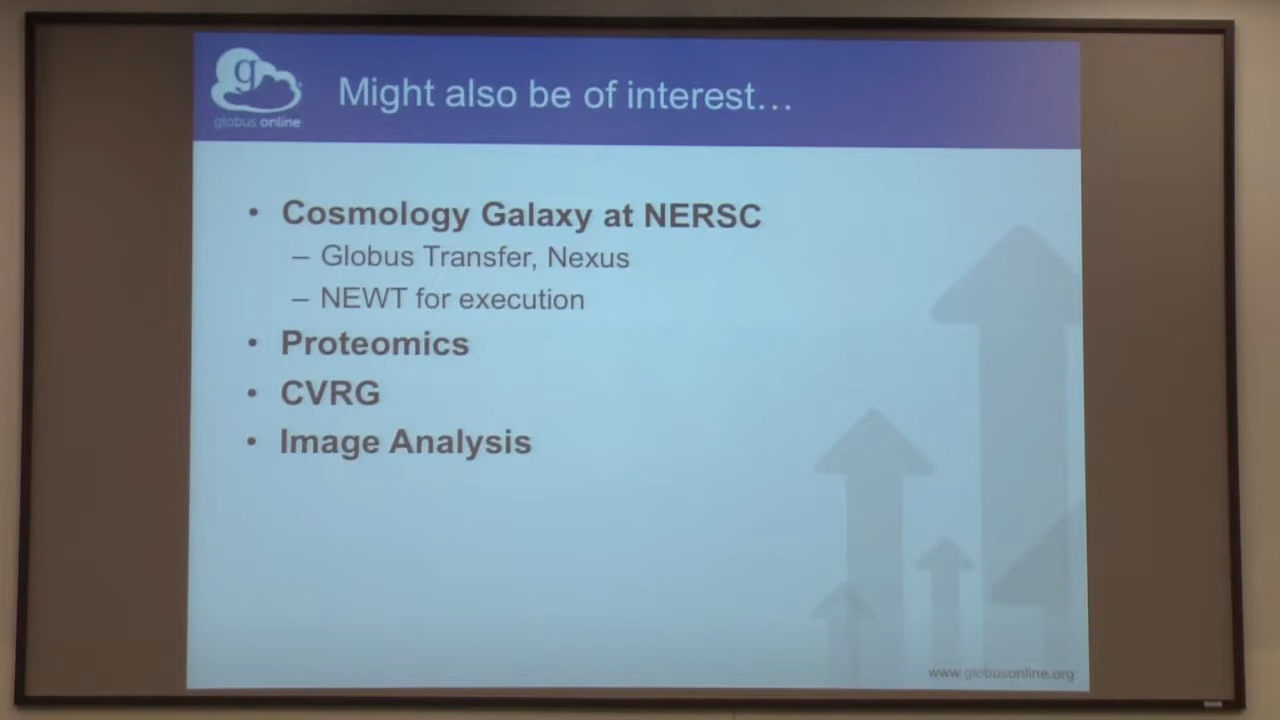 g
globus online
Might also be of interest…
• Cosmology Galaxy at NERSC
– Globus Transfer, Nexus
– NEWT for execution
• Proteomics
• CVRG
• Image Analysis
www.globusonline.org